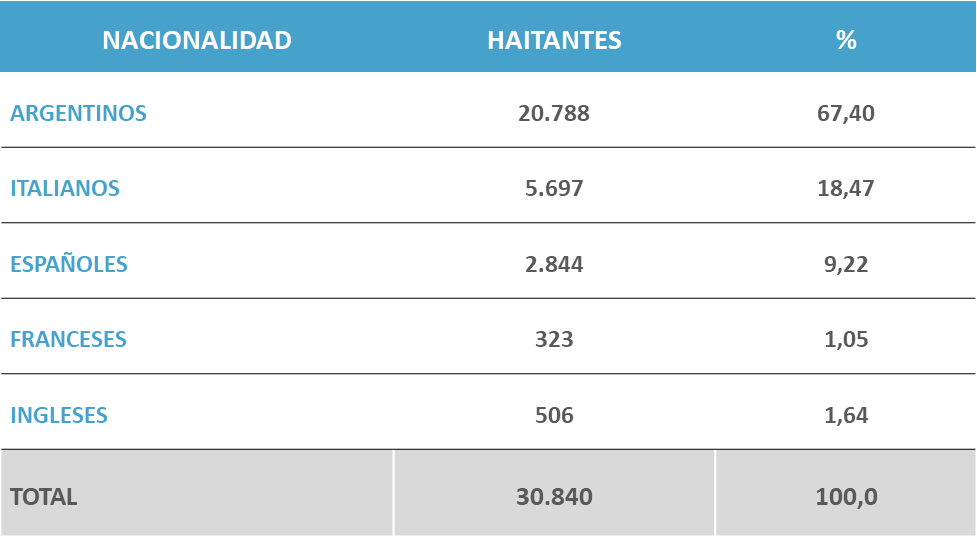 NACIONALIDAD HAITANTES %
ARGENTINOS 20.788 67,40
ITALIANOS 5.697 18,47
ESPAÑOLES 2.844 9,22
FRANCESES 323 1,05
INGLESES 506 1,64
TOTAL 30.840 100,0